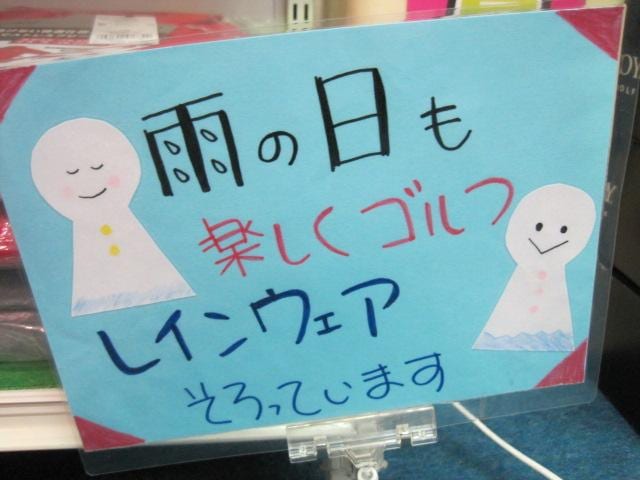 雨の日も
楽しくゴルフ
レインウェア
そろっています